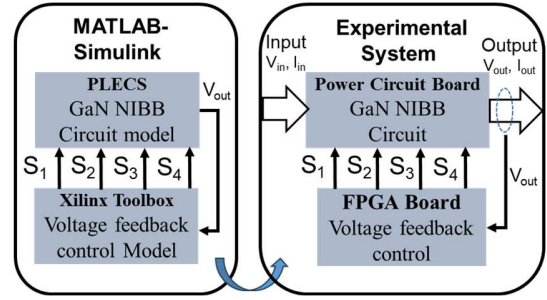 MATLAB-
Simulink
PLECS
GaN NIBB
Circuit model
Vout
S1 S2 S3 S4
Xilinx Toolbox
Voltage feedback
control Model
Experimental
System
Input
Vin, Iin
Output
Vout, Iout
Power Circuit Board
GaN NIBB
Circuit
S1 S2 S3 S4
Vout
FPGA Board
Voltage feedback
control